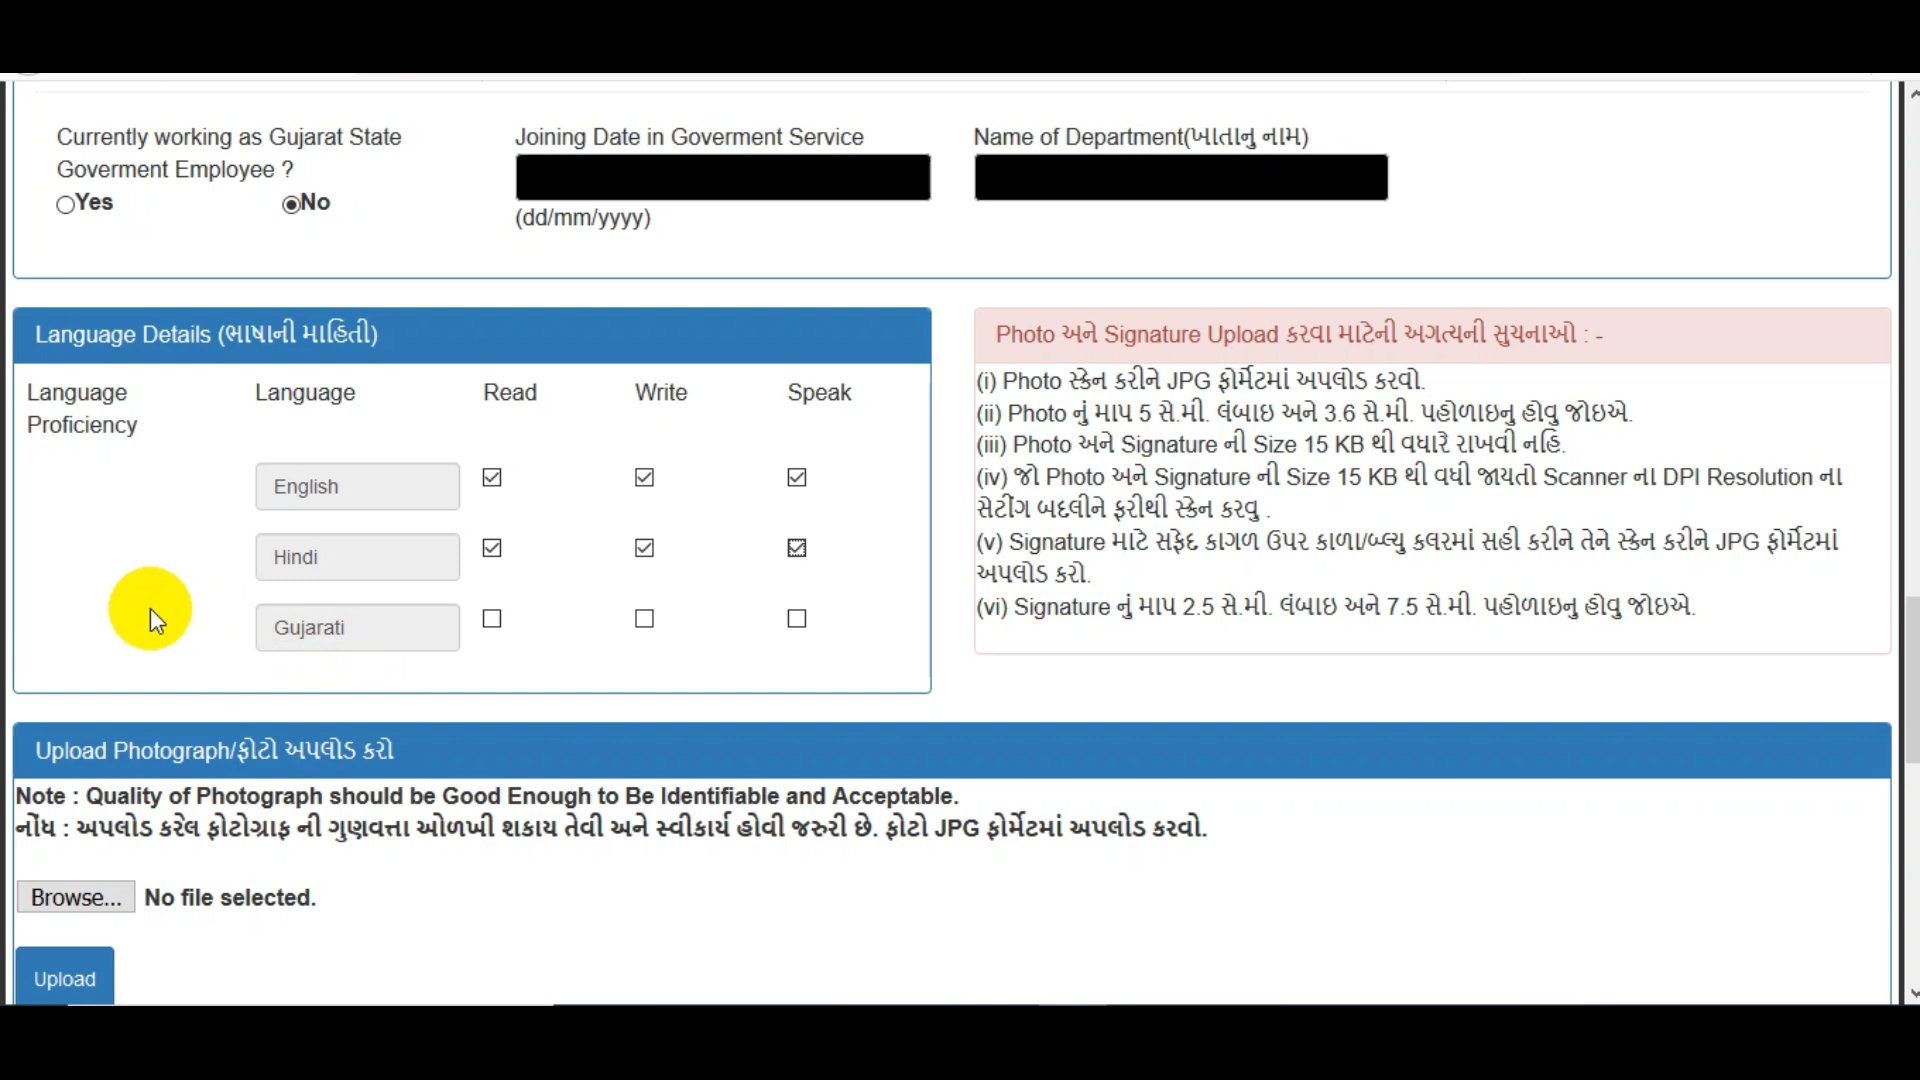 Currently working as Gujarat State
Goverment Employee ?
Yes No
Joining Date in Goverment Service
(dd/mm/yyyy)
Name of Department(ખાતાનુ નામ)
Language Details (ભાષાની માહિતી)
Language Proficiency
Language Read Write Speak
English
Hindi
Gujarati
Photo અને Signature Upload કરવા માટેની અગત્યની સુચનાઓ : -
(i) Photo સ્કેન કરીને JPG ફોર્મેટમાં અપલોડ કરવો.
(ii) Photo નું માપ 5 સે.મી. લંબાઇ અને 3.6 સે.મી. પહોળાઇનુ હોવુ જોઇએ.
(iii) Photo અને Signature ની Size 15 KB થી વધારે રાખવી નહિ.
(iv) જો Photo અને Signature ની Size 15 KB થી વધી જાયતો Scanner ના DPI Resolution ના
સેટીંગ બદલીને ફરીથી સ્કેન કરવુ .
(v) Signature માટે સફેદ કાગળ ઉપર કાળા/બ્લ્યુ કલરમાં સહી કરીને તેને સ્કેન કરીને JPG ફોર્મેટમાં
અપલોડ કરો.
(vi) Signature નું માપ 2.5 સે.મી. લંબાઇ અને 7.5 સે.મી. પહોળાઇનુ હોવુ જોઇએ.
Upload Photograph/ફોટો અપલોડ કરો
Note : Quality of Photograph should be Good Enough to Be Identifiable and Acceptable.
નોંધ : અપલોડ કરેલ ફોટોગ્રાફ ની ગુણવત્તા ઓળખી શકાય તેવી અને સ્વીકાર્ય હોવી જરુરી છે. ફોટો JPG ફોર્મેટમાં અપલોડ કરવો.
Browse... No file selected.
Upload